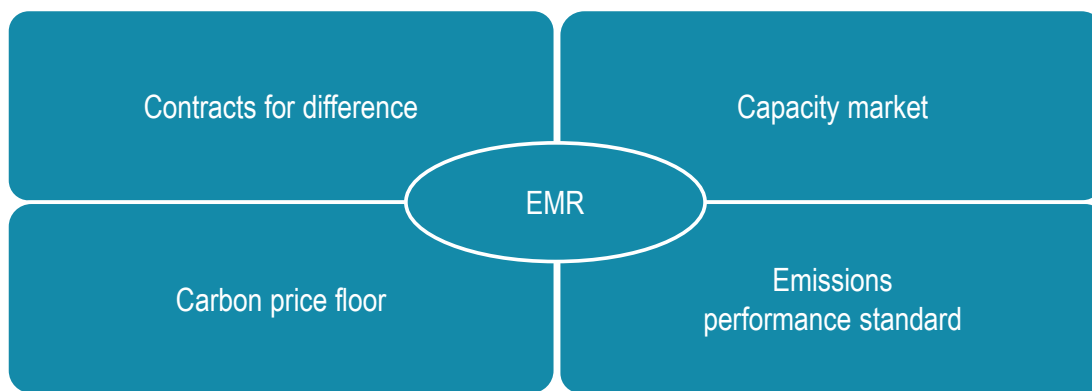 Contracts for difference
Capacity market
EMR
Carbon price floor
Emissions
performance standard